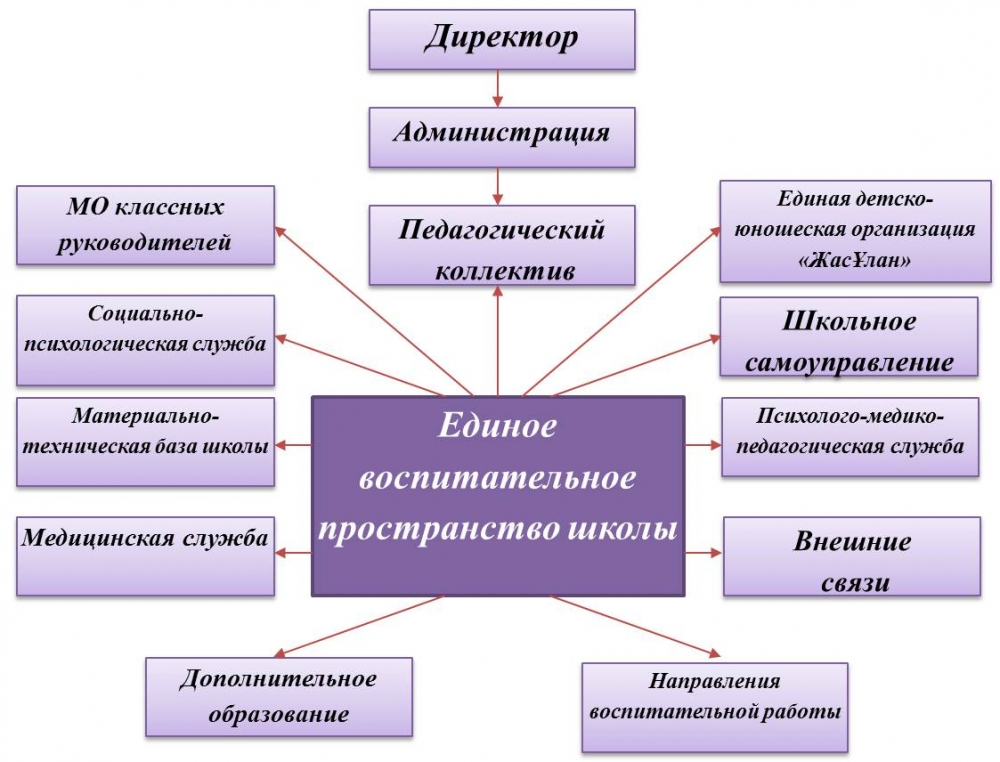 Директор
Администрация
Педагогический
коллектив
МО классных
руководителей
Единая детско-
юношеская организация
«ЖасҰлан»
Социально-
психологическая служба
Школьное
самоуправление
Материально-
техническая база школы
Единое
воспитательное
пространство школы
Психолого-медико-
педагогическая служба
Медицинская служба
Внешние
связи
Дополнительное
образование
Направления
воспитательной работы